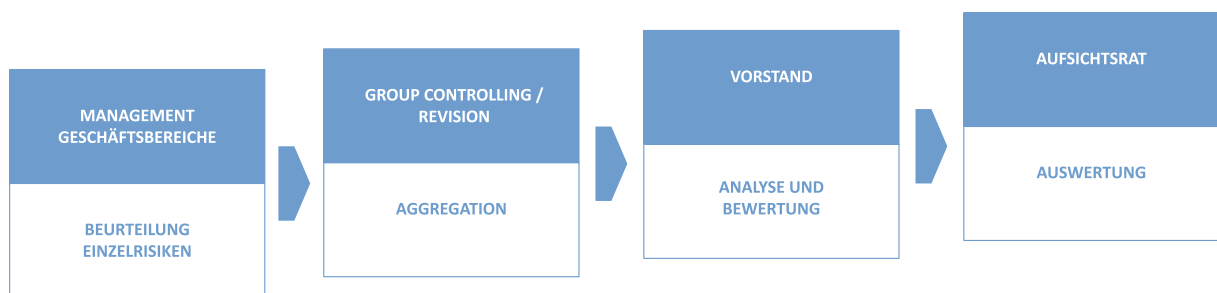 MANAGEMENT
GESCHÄFTSBEREICHE
BEURTEILUNG
EINZELRISIKEN
GROUP CONTROLLING /
REVISION
AGGREGATION
VORSTAND
ANALYSE UND
BEWERTUNG
AUFSICHTSRAT
AUSWERTUNG